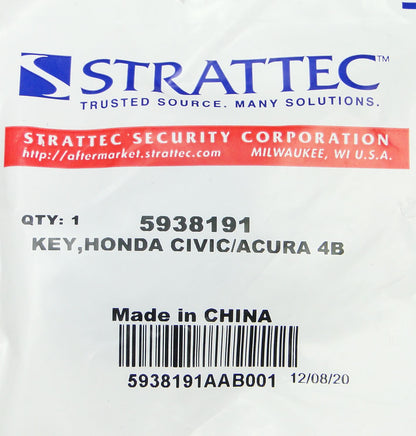 STRATTEC™
TRUSTED SOURCE. MANY SOLUTIONS.
STRATTEC SECURITY CORPORATION
http://aftermarket.strattec.com MILWAUKEE, WI U.S.A.
QTY: 1 5938191
KEY,HONDA CIVIC/ACURA 4B
Made in CHINA
5938191AAB001 12/08/20